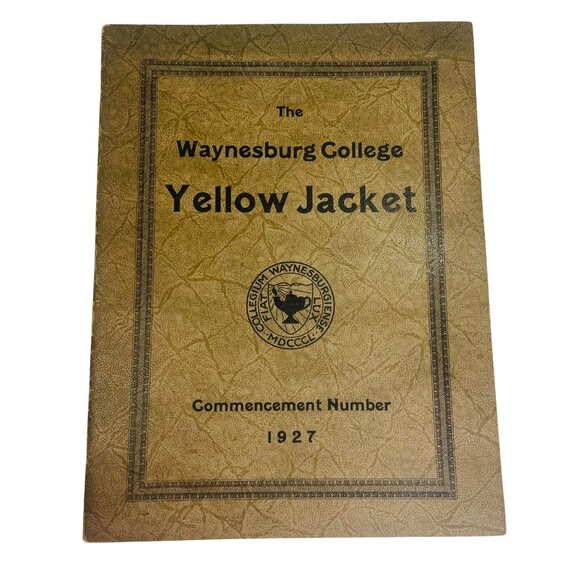 The
Waynesburg College
Yellow Jacket
COLLEGIUM WAYNESBURGIENSE
FIAT LUX
· MDCCCL ·
Commencement Number
1927